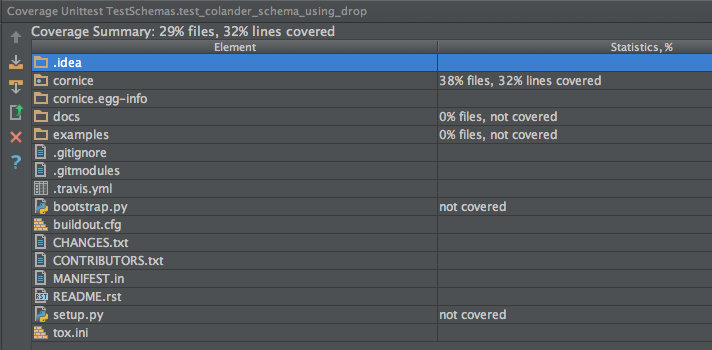 Coverage Unittest TestSchemas.test_colander_schema_using_drop
Coverage Summary: 29% files, 32% lines covered
Element Statistics, %
.idea
cornice 38% files, 32% lines covered
cornice.egg-info
docs 0% files, not covered
examples 0% files, not covered
.gitignore
.gitmodules
.travis.yml
bootstrap.py not covered
buildout.cfg
CHANGES.txt
CONTRIBUTORS.txt
MANIFEST.in
RST README.rst
setup.py not covered
tox.ini